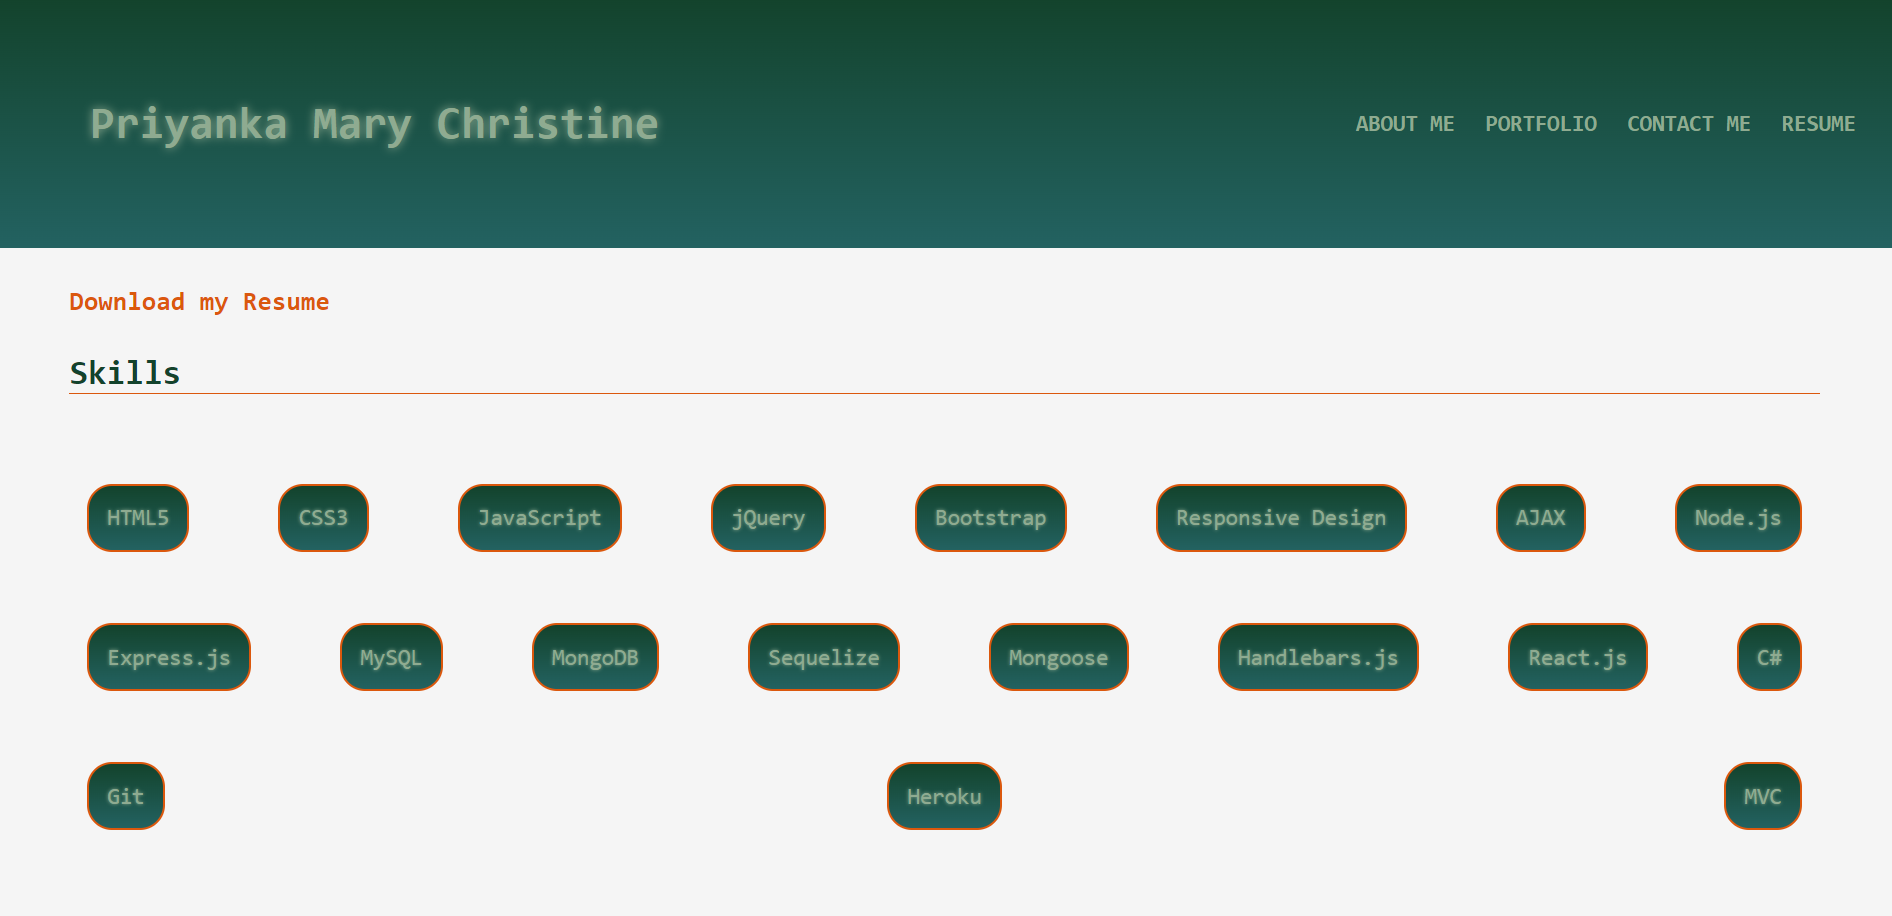 Priyanka Mary Christine
ABOUT ME PORTFOLIO CONTACT ME RESUME
Download my Resume
Skills
HTML5 CSS3 JavaScript jQuery Bootstrap Responsive Design AJAX Node.js
Express.js MySQL MongoDB Sequelize Mongoose Handlebars.js React.js C#
Git Heroku MVC